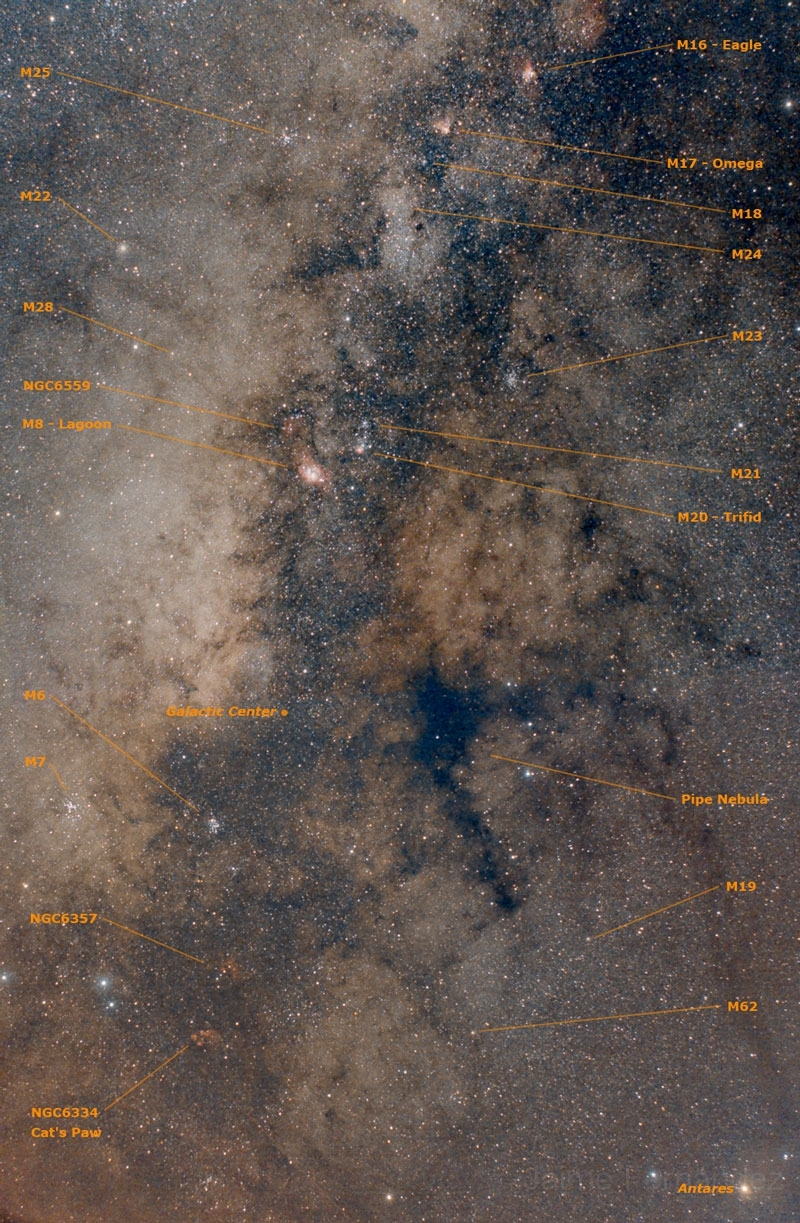 M16 - Eagle
M25
M17 - Omega
M22
M18
M24
M28
M23
NGC6559
M8 - Lagoon
M21
M20 - Trifid
M6
Galactic Center
M7
Pipe Nebula
M19
NGC6357
M62
NGC6334
Cat's Paw
Antares